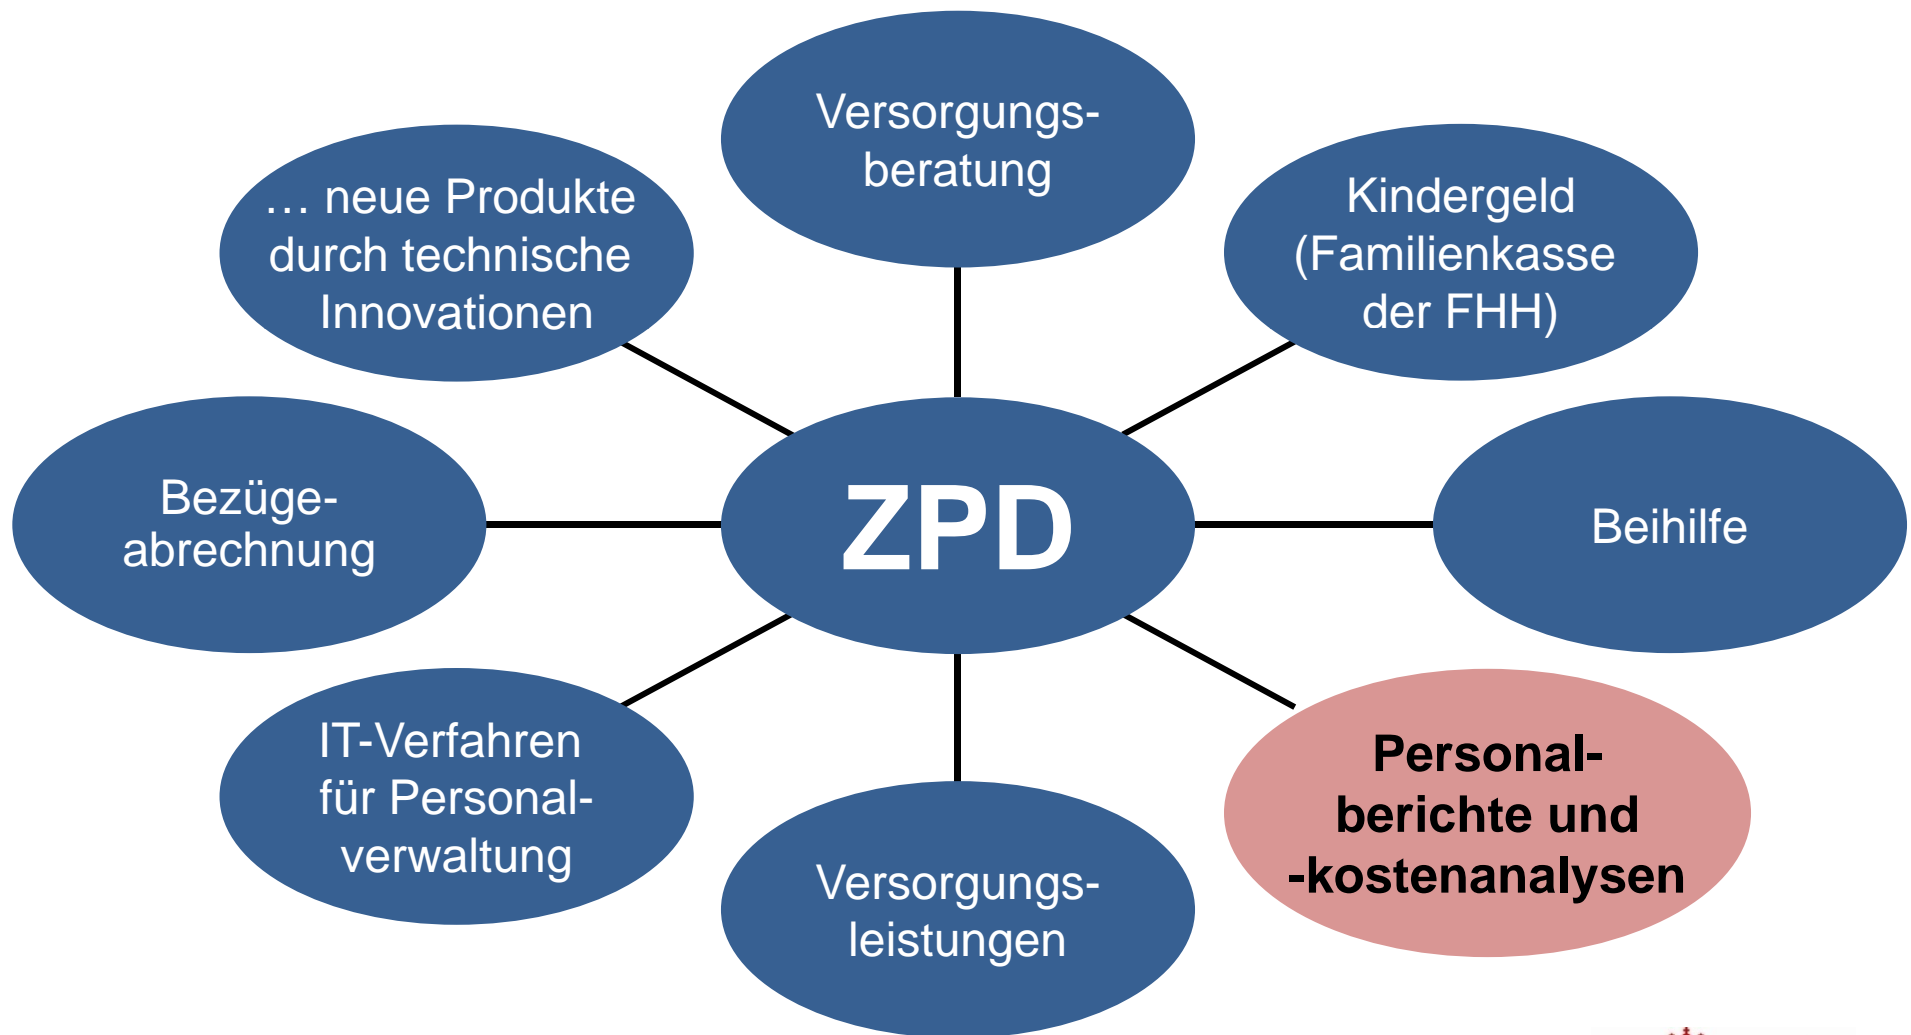 Versorgungs-
beratung
… neue Produkte
durch technische
Innovationen
Kindergeld
(Familienkasse
der FHH)
Bezüge-
abrechnung
ZPD
Beihilfe
IT-Verfahren
für Personal-
verwaltung
Personal-
berichte und
-kostenanalysen
Versorgungs-
leistungen